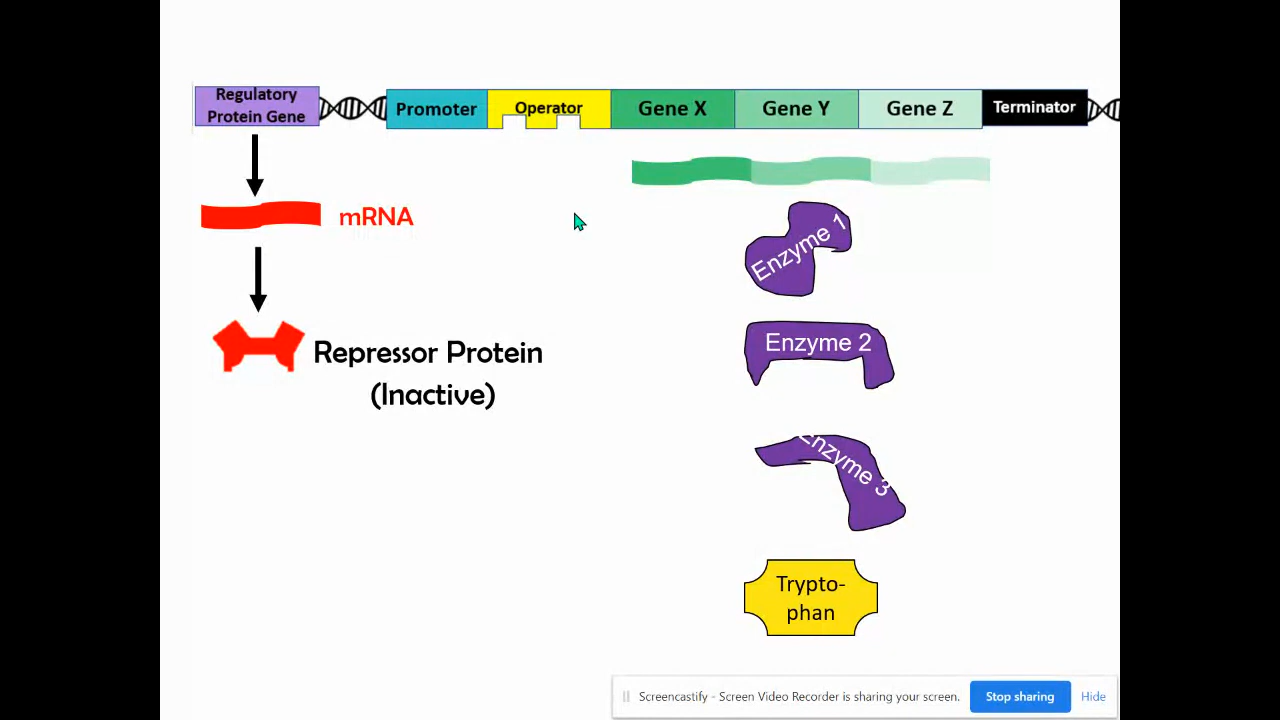 Regulatory
Protein Gene
Promoter
Operator
Gene X
Gene Y
Gene Z
Terminator
mRNA
Enzyme 1
Repressor Protein
(Inactive)
Enzyme 2
Enzyme 3
Trypto-
phan
Screencastify - Screen Video Recorder is sharing your screen.
Stop sharing
Hide